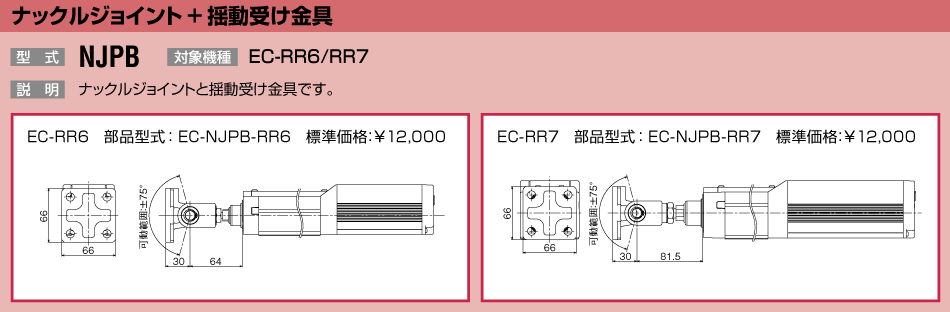 ナックルジョイント＋揺動受け金具
型 式 NJPB 対象機種 EC-RR6/RR7
説 明 ナックルジョイントと揺動受け金具です。
EC-RR6 部品型式：EC-NJPB-RR6 標準価格：¥12,000
66
66
可動範囲：±75°
30
64
EC-RR7 部品型式：EC-NJPB-RR7 標準価格：¥12,000
66
66
可動範囲：±75°
30
81.5